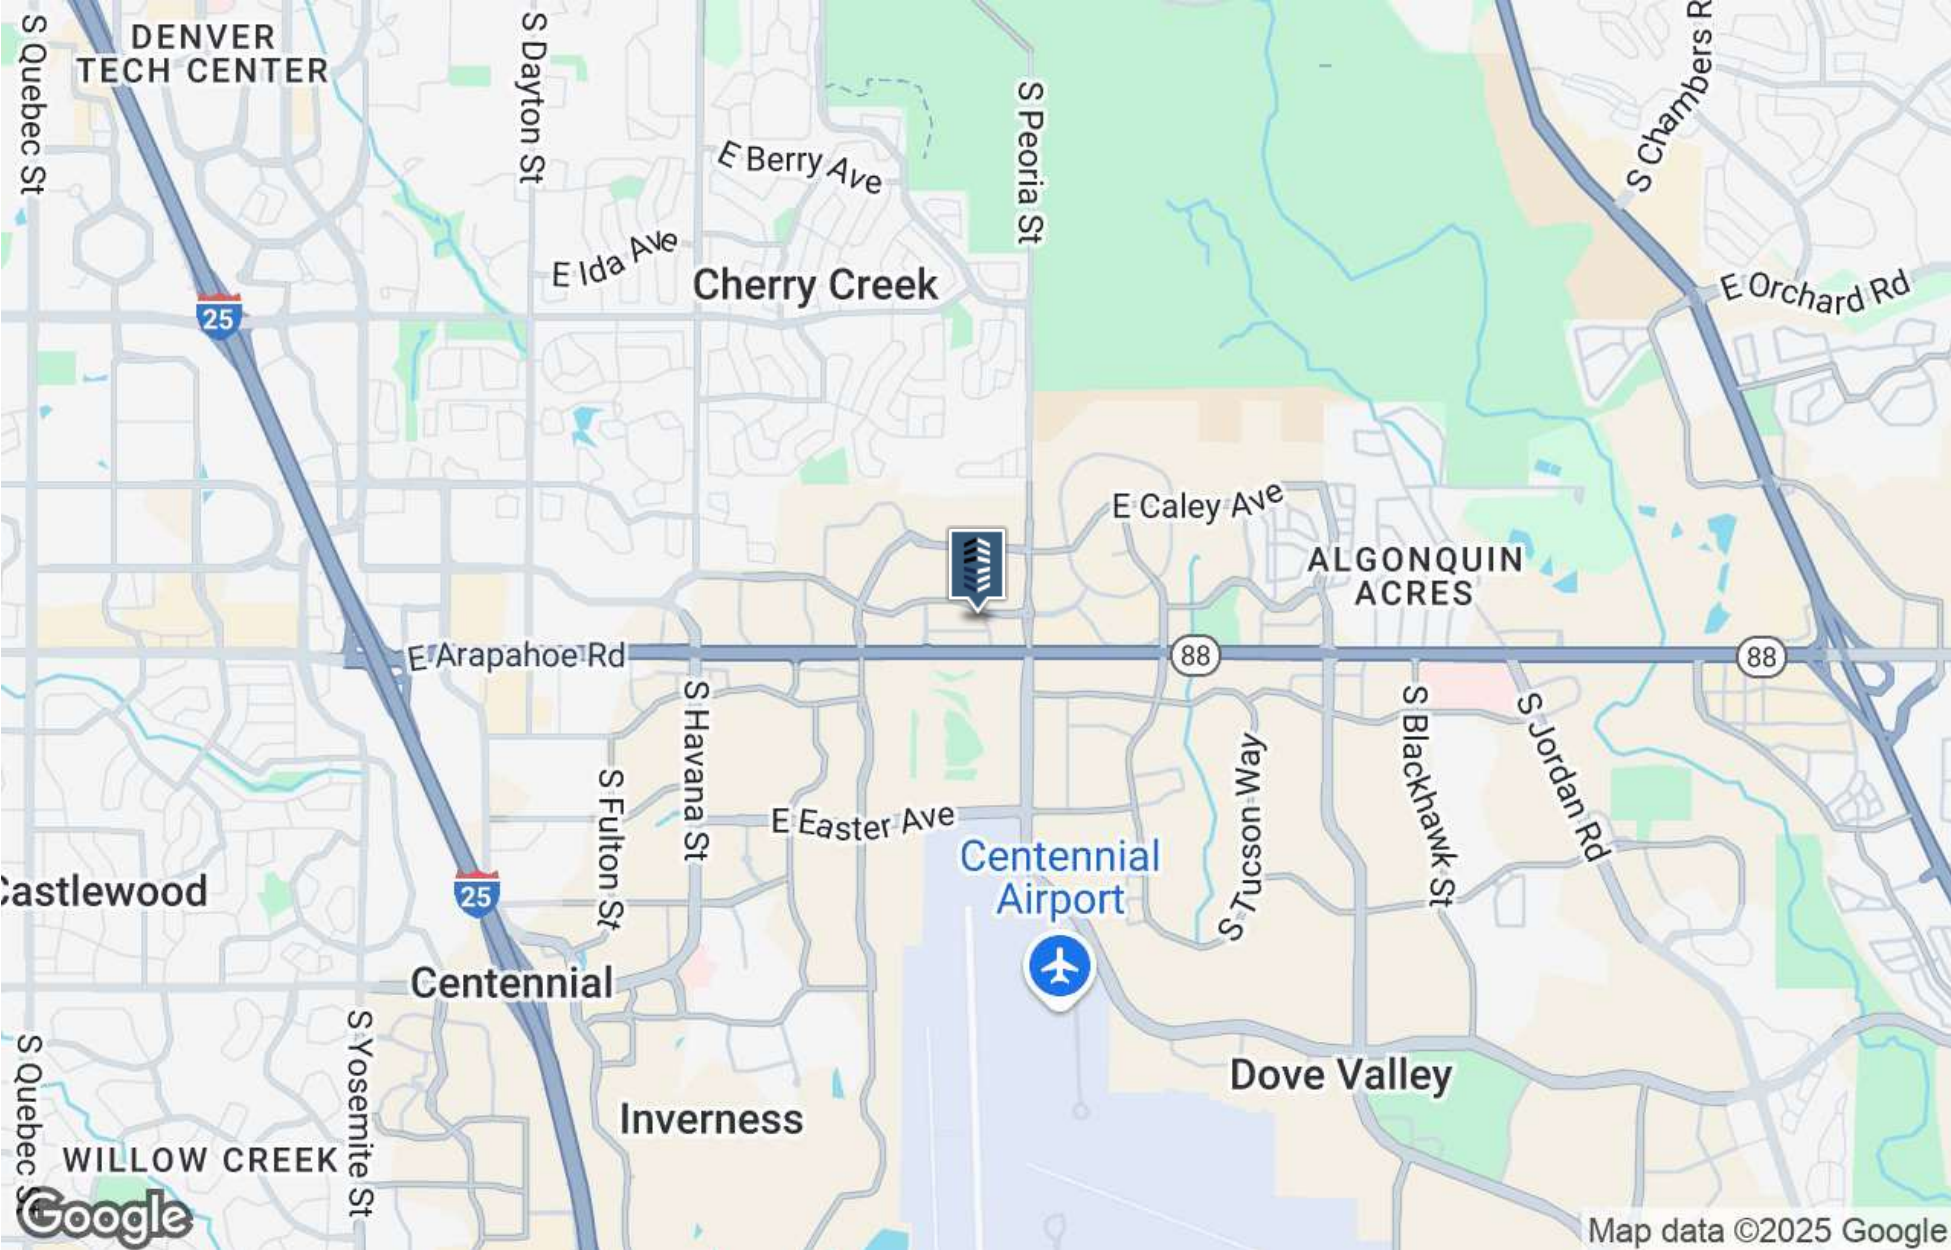 DENVER
TECH CENTER
S Quebec St
S Dayton St
S Peoria St
S Chambers R
E Berry Ave
E Ida Ave
Cherry Creek
E Orchard Rd
25
E Caley Ave
ALGONQUIN
ACRES
E Arapahoe Rd
88
88
S Havana St
S Blackhawk St
S Jordan Rd
S Tucson Way
S Fulton St
E Easter Ave
Centennial
Airport
Castlewood
25
Centennial
S Yosemite St
S Quebec St
Dove Valley
Inverness
WILLOW CREEK
Google
Map data ©2025 Google